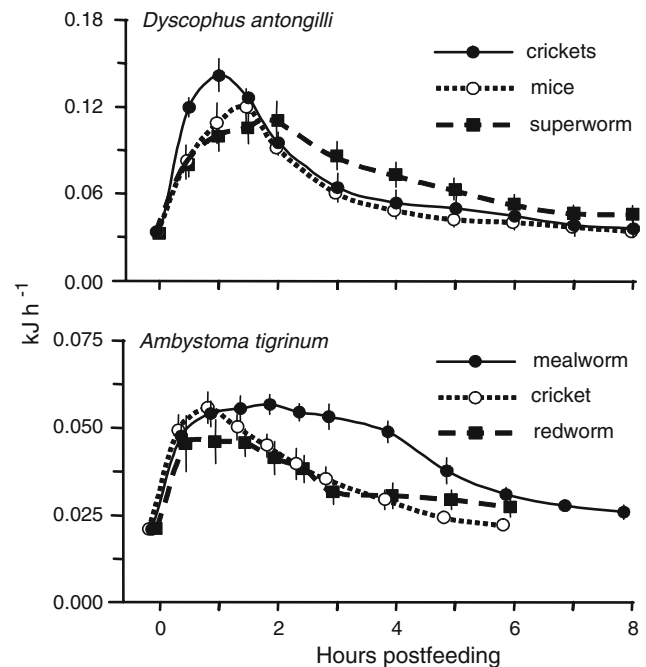 Dyscophus antongilli
0.18
0.12
0.06
0.00
crickets
mice
superworm
kJ h⁻¹
Ambystoma tigrinum
0.075
0.050
0.025
0.000
mealworm
cricket
redworm
0 2 4 6 8
Hours postfeeding